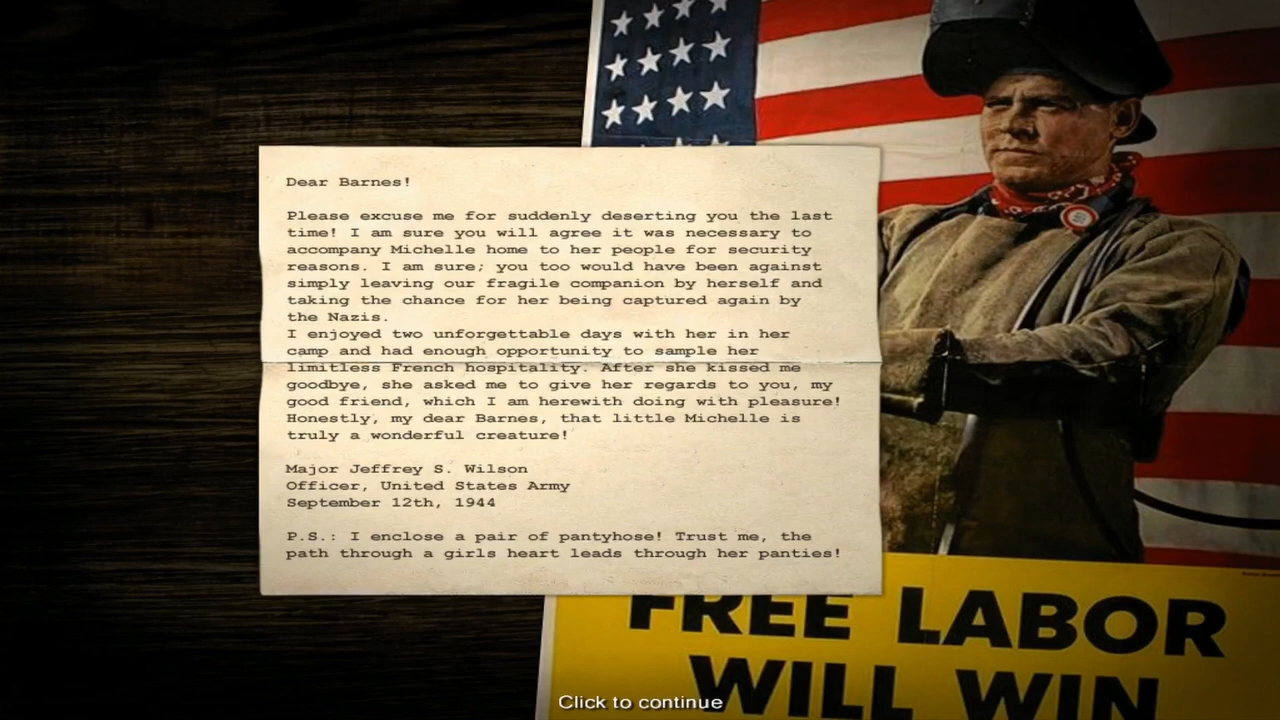 Dear Barnes!
Please excuse me for suddenly deserting you the last
time! I am sure you will agree it was necessary to
accompany Michelle home to her people for security
reasons. I am sure; you too would have been against
simply leaving our fragile companion by herself and
taking the chance for her being captured again by
the Nazis.
I enjoyed two unforgettable days with her in her
camp and had enough opportunity to sample her
limitless French hospitality. After she kissed me
goodbye, she asked me to give her regards to you, my
good friend, which I am herewith doing with pleasure!
Honestly, my dear Barnes, that little Michelle is
truly a wonderful creature!
Major Jeffrey S. Wilson
Officer, United States Army
September 12th, 1944
P.S.: I enclose a pair of pantyhose! Trust me, the
path through a girls heart leads through her panties!
FREE LABOR
WILL WIN
Click to continue